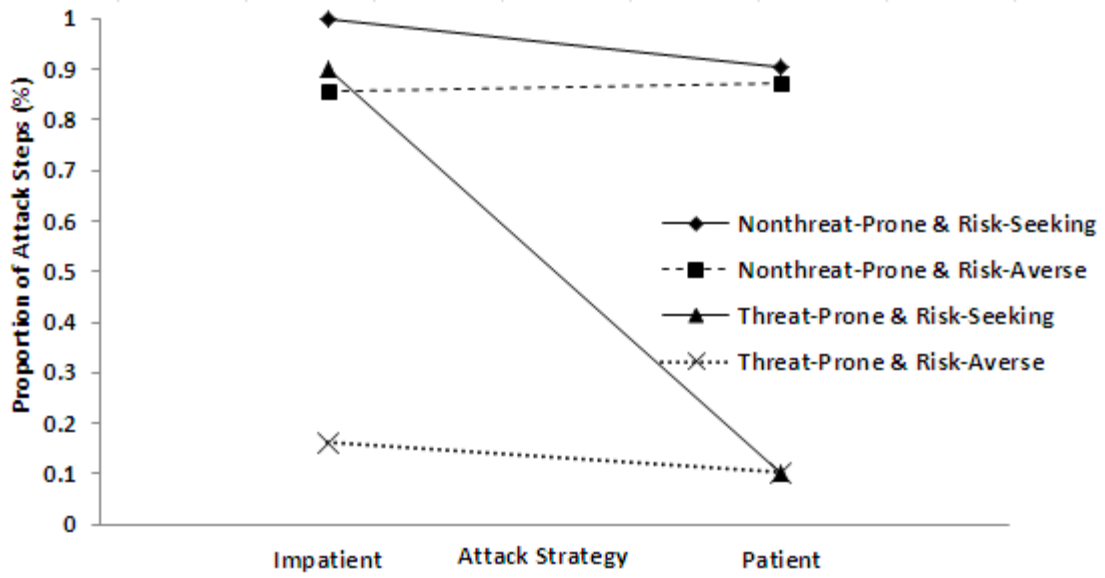 Proportion of Attack Steps (%)
1
0.9
0.8
0.7
0.6
0.5
0.4
0.3
0.2
0.1
0
Nonthreat-Prone & Risk-Seeking
Nonthreat-Prone & Risk-Averse
Threat-Prone & Risk-Seeking
Threat-Prone & Risk-Averse
Impatient
Attack Strategy
Patient